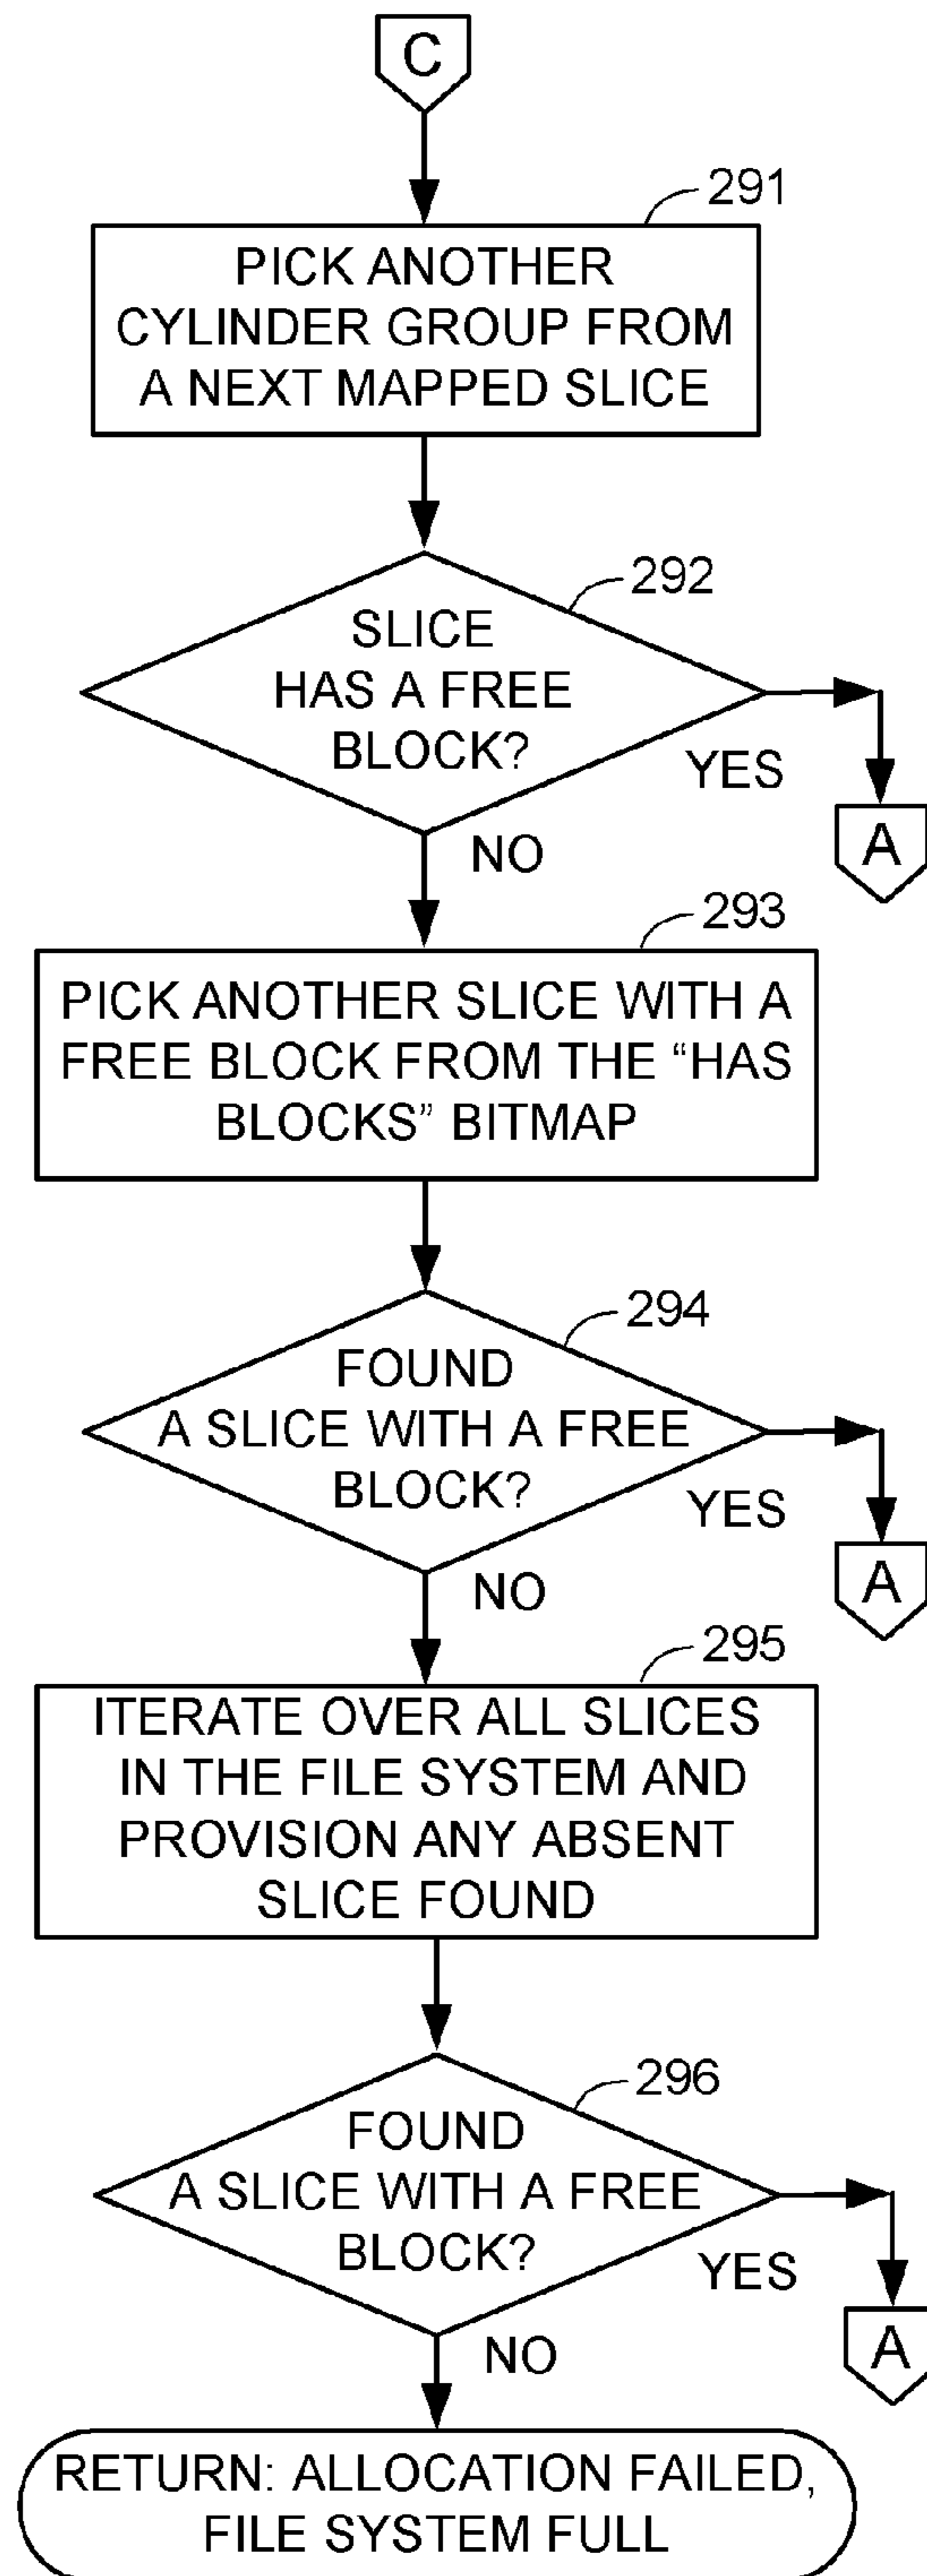 C
291
PICK ANOTHER
CYLINDER GROUP FROM
A NEXT MAPPED SLICE
292
SLICE
HAS A FREE
BLOCK?
YES
A
NO
293
PICK ANOTHER SLICE WITH A
FREE BLOCK FROM THE “HAS
BLOCKS” BITMAP
294
FOUND
A SLICE WITH A FREE
BLOCK?
YES
A
NO
295
ITERATE OVER ALL SLICES
IN THE FILE SYSTEM AND
PROVISION ANY ABSENT
SLICE FOUND
296
FOUND
A SLICE WITH A FREE
BLOCK?
YES
A
NO
RETURN: ALLOCATION FAILED,
FILE SYSTEM FULL